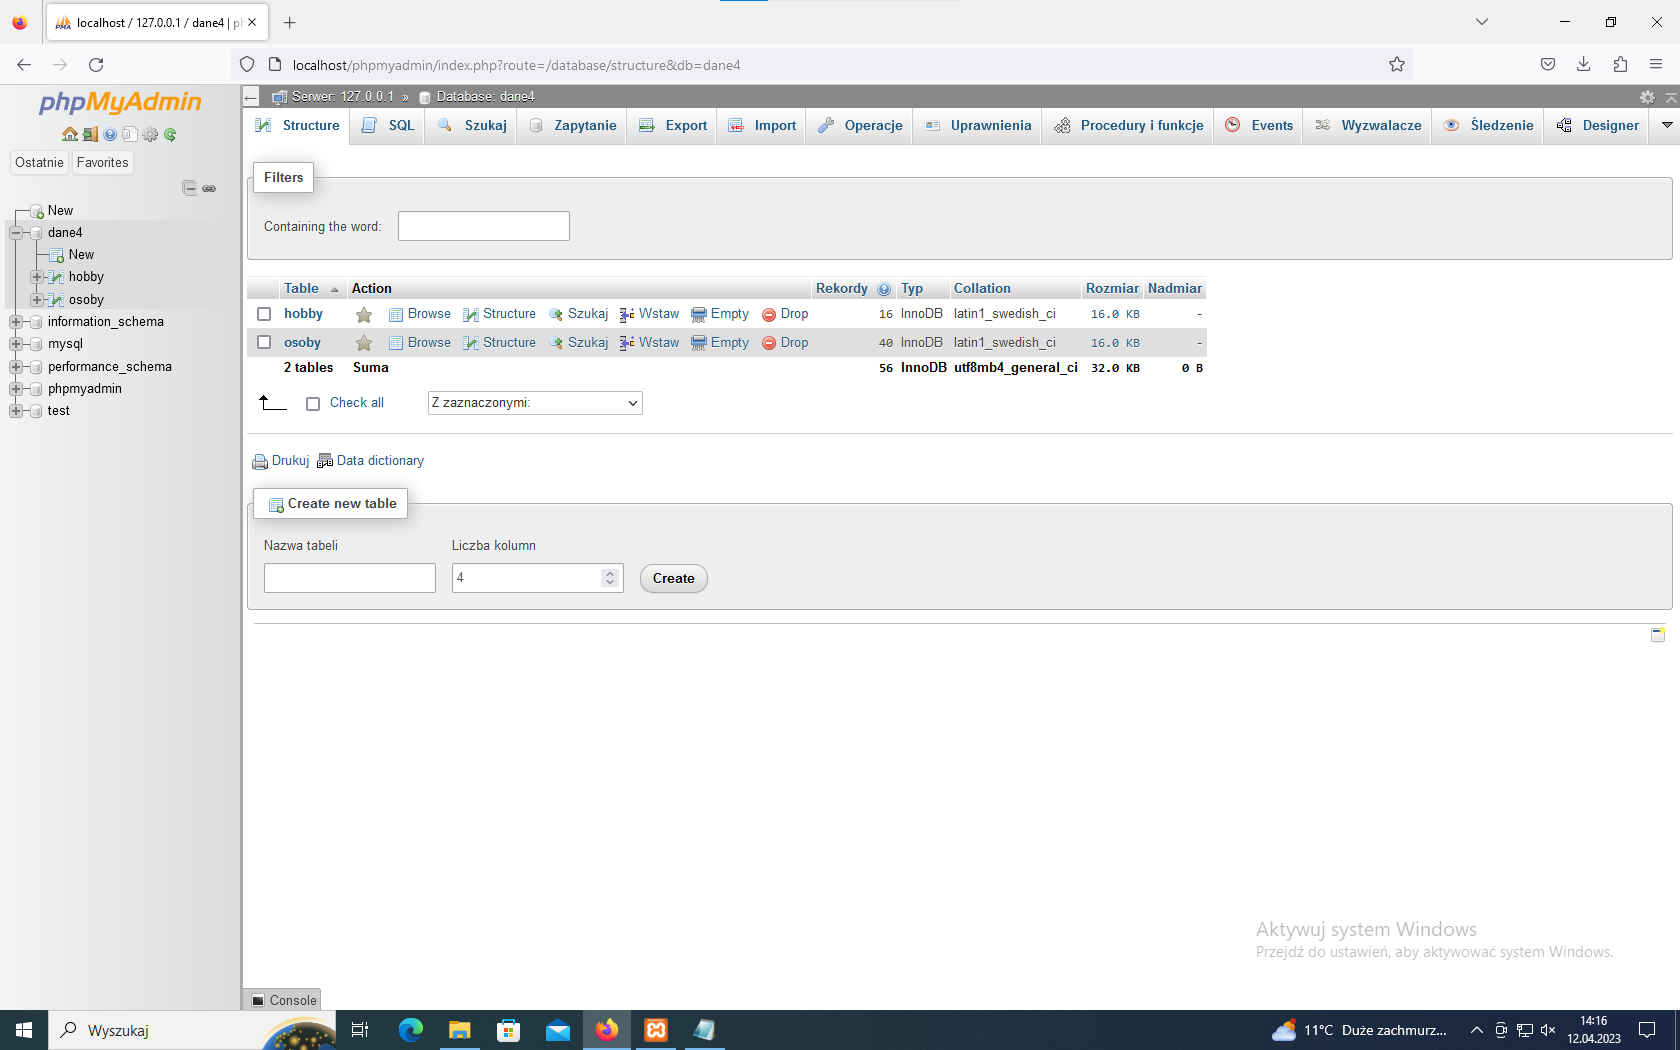 localhost / 127.0.0.1 / dane4 | ph
localhost/phpmyadmin/index.php?route=/database/structure&db=dane4
phpMyAdmin
Ostatnie Favorites
New
dane4
New
hobby
osoby
information_schema
mysql
performance_schema
phpmyadmin
test
Serwer: 127.0.0.1 » Database: dane4
Structure SQL Szukaj Zapytanie Export Import Operacje Uprawnienia Procedury i funkcje Events Wyzwalacze Śledzenie Designer
Filters
Containing the word:
Table Action Rekordy Typ Collation Rozmiar Nadmiar
hobby Browse Structure Szukaj Wstaw Empty Drop 16 InnoDB latin1_swedish_ci 16.0 KB -
osoby Browse Structure Szukaj Wstaw Empty Drop 40 InnoDB latin1_swedish_ci 16.0 KB -
2 tables Suma 56 InnoDB utf8mb4_general_ci 32.0 KB 0 B
Check all Z zaznaczonymi:
Drukuj Data dictionary
Create new table
Nazwa tabeli Liczba kolumn
4 Create
Aktywuj system Windows
Przejdź do ustawień, aby aktywować system Windows.
Console
Wyszukaj
11°C Duże zachmurz...
14:16
12.04.2023